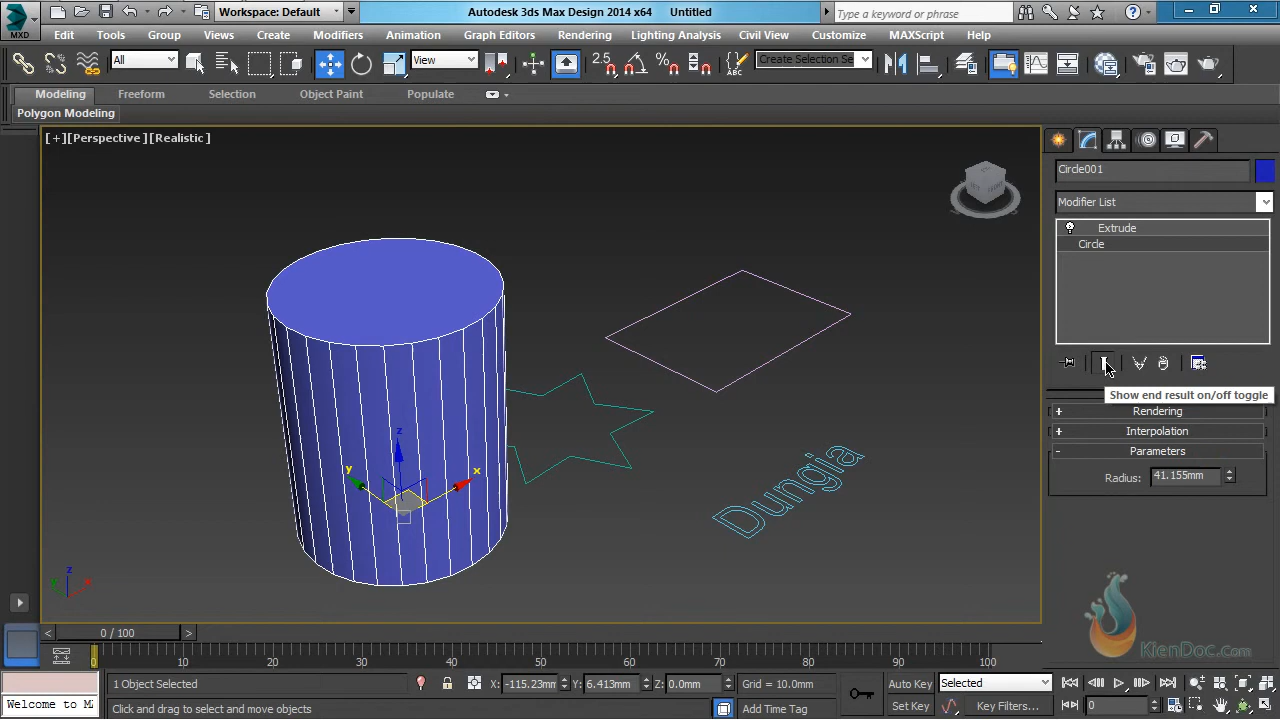 MXD
Workspace: Default
Autodesk 3ds Max Design 2014 x64 Untitled
Type a keyword or phrase
Edit Tools Group Views Create Modifiers Animation Graph Editors Rendering Lighting Analysis Civil View Customize MAXScript Help
All View 2.5 Create Selection Se
Modeling Freeform Selection Object Paint Populate
Polygon Modeling
[+][Perspective][Realistic]
Circle001
Modifier List
Extrude
Circle
Show end result on/off toggle
+ Rendering
+ Interpolation
- Parameters
Radius: 41.155mm
z
y
x
Dungla
z
y x
KienDoc.com
< 0 / 100 >
0 10 20 30 40 50 60 70 80 90 100
1 Object Selected X: -115.23mm Y: 6.413mm Z: 0.0mm Grid = 10.0mm Auto Key Selected
Welcome to M Click and drag to select and move objects Add Time Tag Set Key Key Filters... 0